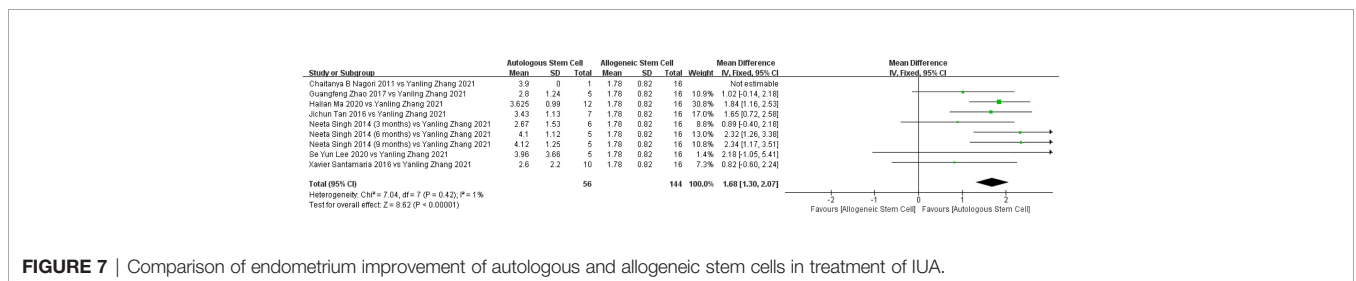 Autologous Stem Cell Allogeneic Stem Cell Mean Difference Mean Difference
Study or Subgroup Mean SD Total Mean SD Total Weight IV, Fixed, 95% CI IV, Fixed, 95% CI
Chaitanya B Nagori 2011 vs Yanling Zhang 2021 3.9 0 1 1.78 0.82 16 Not estimable
Guangfeng Zhao 2017 vs Yanling Zhang 2021 2.8 1.24 5 1.78 0.82 16 10.9% 1.02 [-0.14, 2.18]
Hailan Ma 2020 vs Yanling Zhang 2021 3.625 0.99 12 1.78 0.82 16 30.8% 1.84 [1.16, 2.53]
Jichun Tan 2016 vs Yanling Zhang 2021 3.43 1.13 7 1.78 0.82 16 17.0% 1.65 [0.72, 2.58]
Neeta Singh 2014 (3 months) vs Yanling Zhang 2021 2.67 1.53 6 1.78 0.82 16 8.8% 0.89 [-0.40, 2.18]
Neeta Singh 2014 (6 months) vs Yanling Zhang 2021 4.1 1.12 5 1.78 0.82 16 13.0% 2.32 [1.26, 3.38]
Neeta Singh 2014 (9 months) vs Yanling Zhang 2021 4.12 1.25 5 1.78 0.82 16 10.8% 2.34 [1.17, 3.51]
Se Yun Lee 2020 vs Yanling Zhang 2021 3.96 3.66 5 1.78 0.82 16 1.4% 2.18 [-1.05, 5.41]
Xavier Santamaria 2016 vs Yanling Zhang 2021 2.6 2.2 10 1.78 0.82 16 7.3% 0.82 [-0.60, 2.24]
Total (95% CI) 56 144 100.0% 1.68 [1.30, 2.07]
Heterogeneity: Chi² = 7.04, df = 7 (P = 0.42); I² = 1%
Test for overall effect: Z = 8.62 (P < 0.00001)
-2 -1 0 1 2
Favours [Allogeneic Stem Cell] Favours [Autologous Stem Cell]
FIGURE 7 | Comparison of endometrium improvement of autologous and allogeneic stem cells in treatment of IUA.